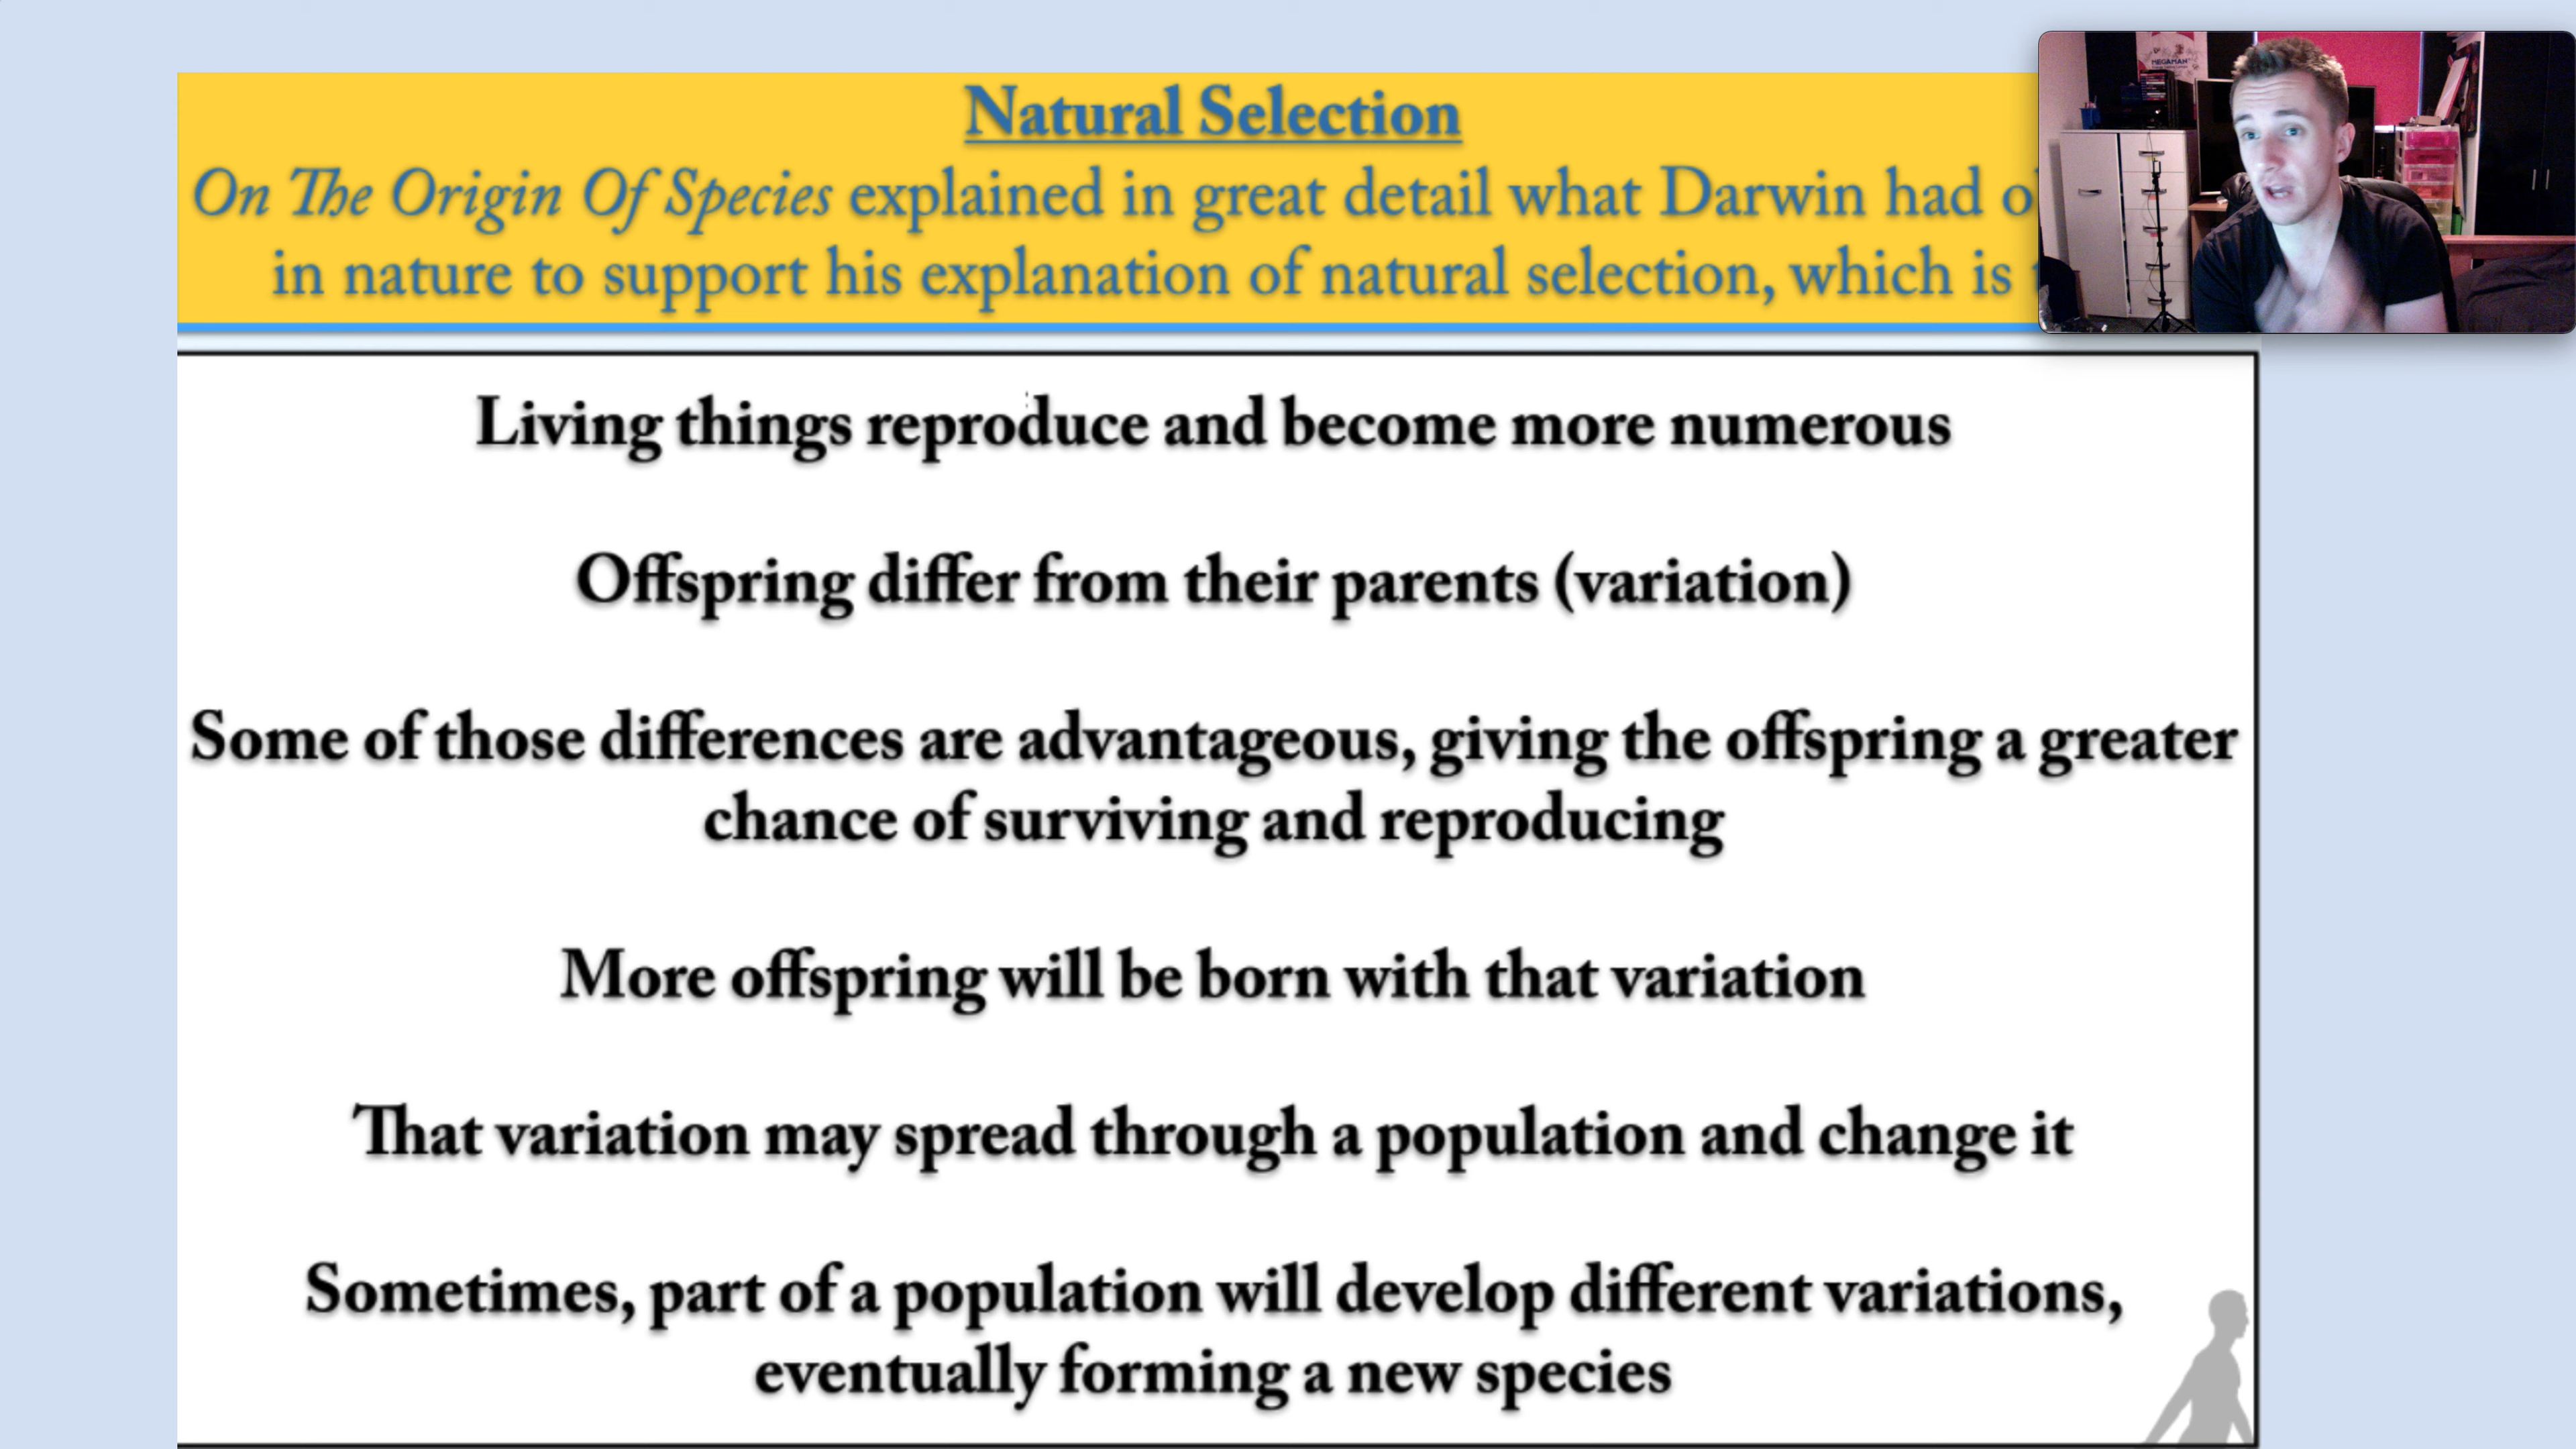 Natural Selection
On The Origin Of Species explained in great detail what Darwin had
in nature to support his explanation of natural selection, which is
MEGAMAN
Living things reproduce and become more numerous
Offspring differ from their parents (variation)
Some of those differences are advantageous, giving the offspring a greater
chance of surviving and reproducing
More offspring will be born with that variation
That variation may spread through a population and change it
Sometimes, part of a population will develop different variations,
eventually forming a new species